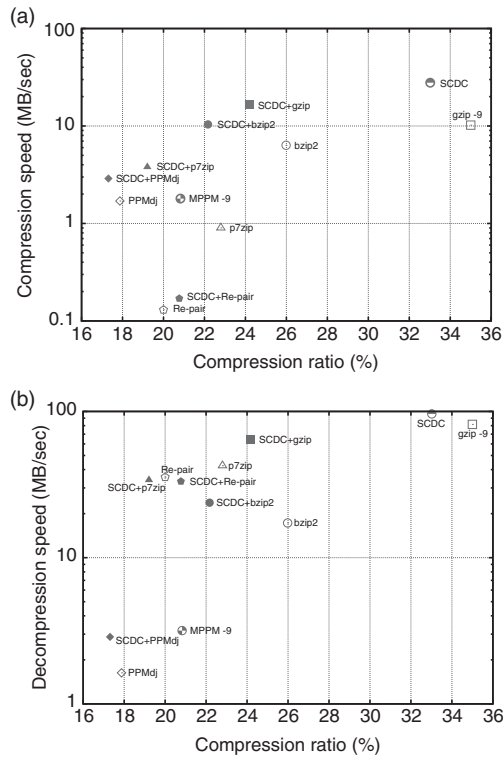 (a)
Compression speed (MB/sec)
100
10
1
0.1
SCDC
gzip -9
SCDC+gzip
SCDC+bzip2
bzip2
SCDC+p7zip
SCDC+PPMdj
PPMdj
MPPM -9
p7zip
SCDC+Re-pair
Re-pair
16 18 20 22 24 26 28 30 32 34 36
Compression ratio (%)
(b)
Decompression speed (MB/sec)
100
10
1
SCDC
gzip -9
SCDC+gzip
p7zip
Re-pair
SCDC+p7zip
SCDC+Re-pair
SCDC+bzip2
bzip2
MPPM -9
SCDC+PPMdj
PPMdj
16 18 20 22 24 26 28 30 32 34 36
Compression ratio (%)